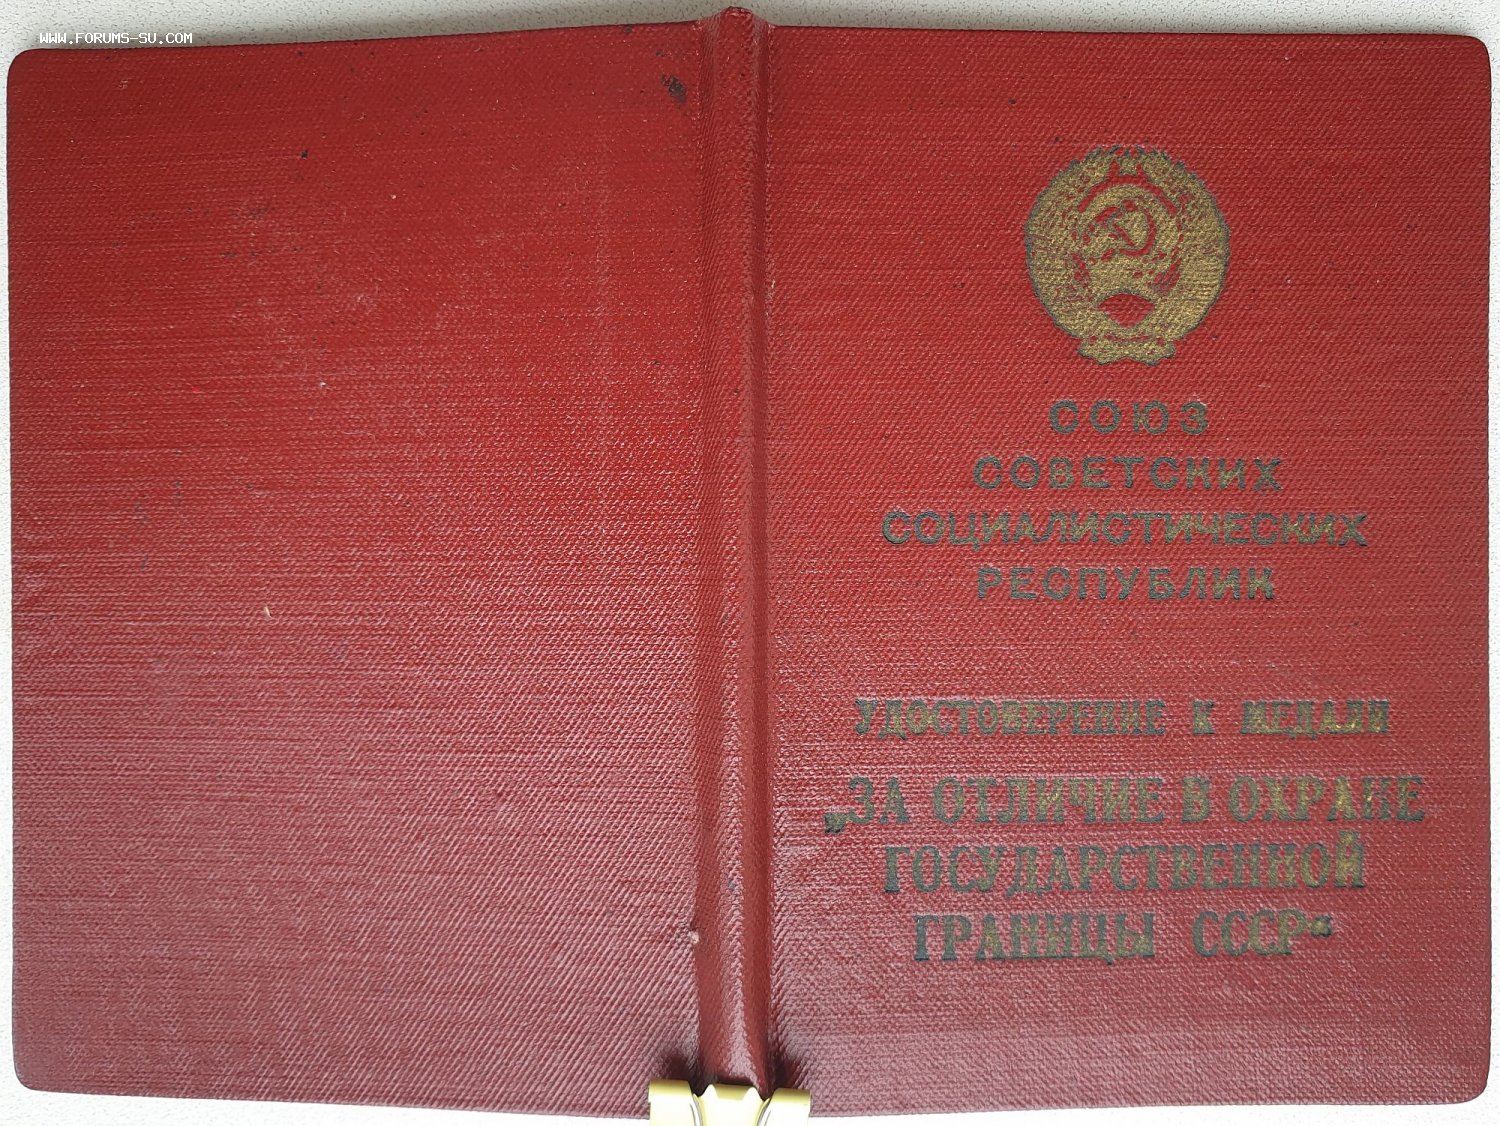 WWW.FORUMS-SU.COM
СОЮЗ
СОВЕТСКИХ
СОЦИАЛИСТИЧЕСКИХ
РЕСПУБЛИК
УДОСТОВЕРЕНИЕ К МЕДАЛИ
„ЗА ОТЛИЧИЕ В ОХРАНЕ
ГОСУДАРСТВЕННОЙ
ГРАНИЦЫ СССР“